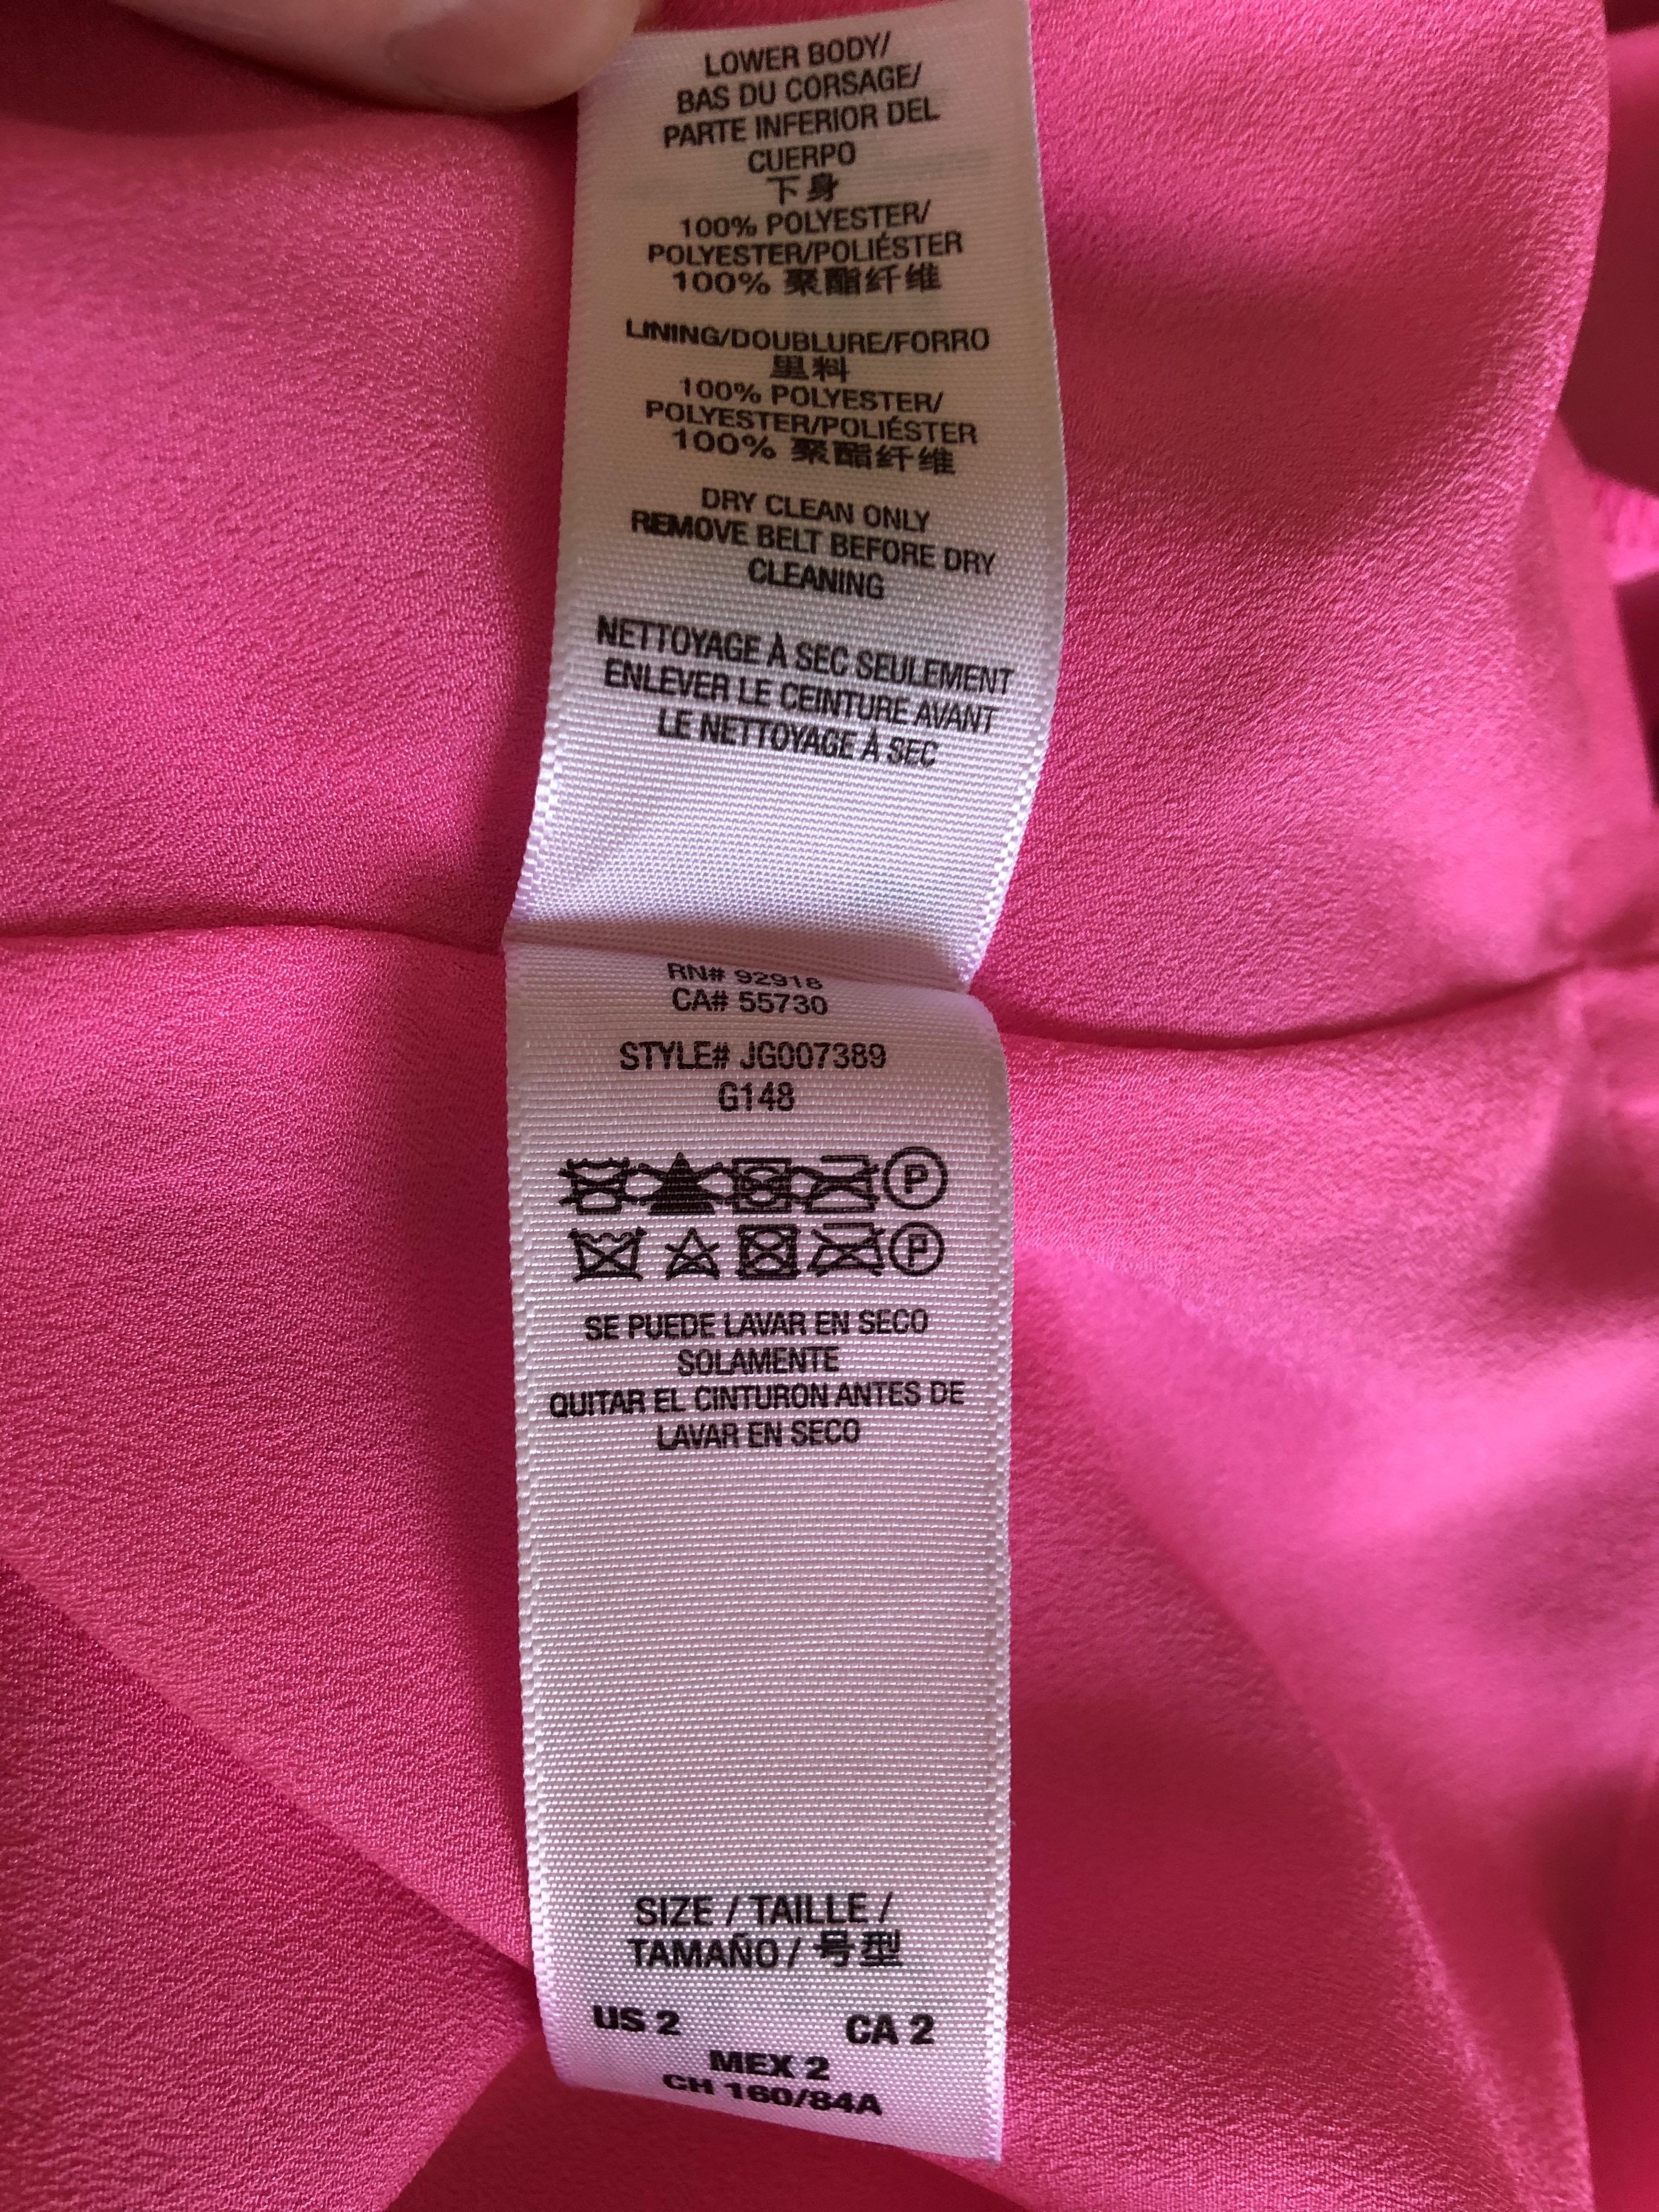 LOWER BODY/
BAS DU CORSAGE/
PARTE INFERIOR DEL
CUERPO
下身
100% POLYESTER/
POLYESTER/POLIÉSTER
100% 聚酯纤维
LINING/DOUBLURE/FORRO
里料
100% POLYESTER/
POLYESTER/POLIÉSTER
100% 聚酯纤维
DRY CLEAN ONLY
REMOVE BELT BEFORE DRY
CLEANING
NETTOYAGE À SEC SEULEMENT
ENLEVER LE CEINTURE AVANT
LE NETTOYAGE À SEC
RN# 92916
CA# 55730
STYLE# JG007389
G148
P
P
SE PUEDE LAVAR EN SECO
SOLAMENTE
QUITAR EL CINTURON ANTES DE
LAVAR EN SECO
SIZE / TAILLE /
TAMAÑO / 号型
US 2 CA 2
MEX 2
CH 160/84A